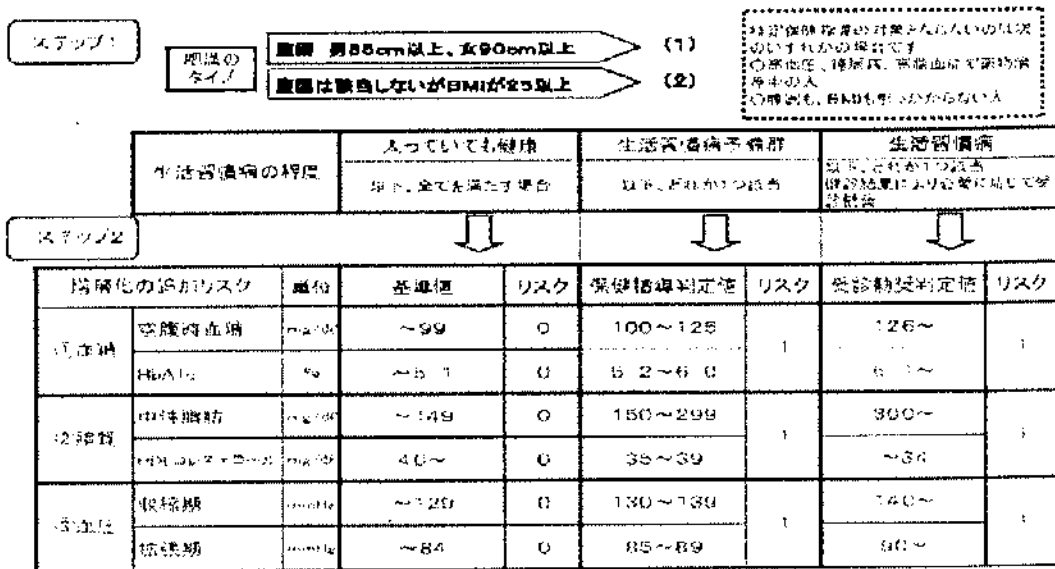 ステップ1
肥満の
タイプ
腹囲 男85cm以上、女90cm以上
(1)
腹囲は該当しないがBMIが25以上
(2)
特定保健指導の対象とならないのは次
のいずれかの場合です
○高血圧、糖尿病、高脂血症で薬物治
療中の人
○腹囲も、BMIも引っかからない人
生活習慣病の程度
太っていても健康
以下、全てを満たす場合
生活習慣病予備群
以下、どれか1つ該当
生活習慣病
以下、どれか1つ該当
健診結果により必要に応じて受
診勧奨
ステップ2
階層化の追加リスク 単位 基準値 リスク 保健指導判定値 リスク 受診勧奨判定値 リスク
①血糖 空腹時血糖 mg/dl ~99 0 100~125 1 126~ 1
HbA1c % ~5.1 0 5.2~6.0 6.1~
②脂質 中性脂肪 mg/dl ~149 0 150~299 1 300~ 1
HDLコレステロール mg/dl 40~ 0 35~39 ~34
③血圧 収縮期 mmHg ~129 0 130~139 1 140~ 1
拡張期 mmHg ~84 0 85~89 90~